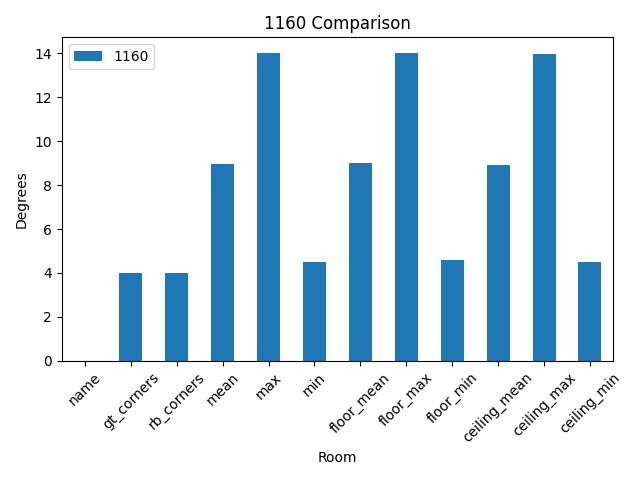 1160 Comparison
1160
Degrees
14
12
10
8
6
4
2
0
name
gt_corners
rb_corners
mean
max
min
floor_mean
floor_max
floor_min
ceiling_mean
ceiling_max
ceiling_min
Room